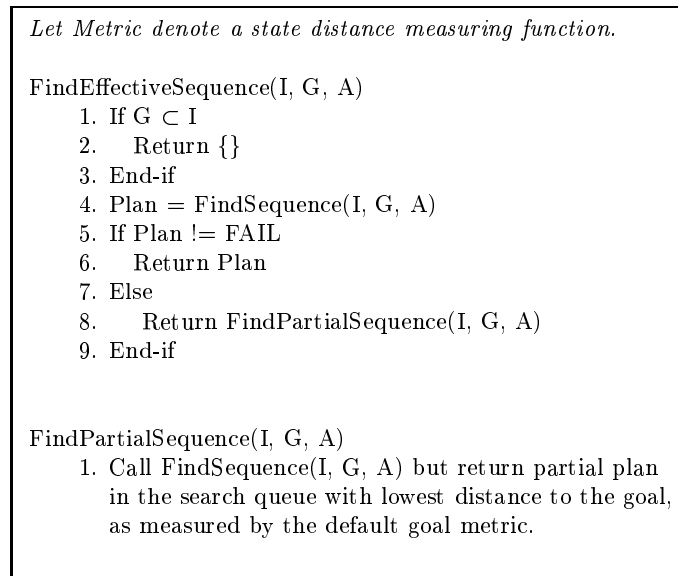 Let Metric denote a state distance measuring function.
FindEffectiveSequence(I, G, A)
1. If G ⊂ I
2. Return {}
3. End-if
4. Plan = FindSequence(I, G, A)
5. If Plan != FAIL
6. Return Plan
7. Else
8. Return FindPartialSequence(I, G, A)
9. End-if
FindPartialSequence(I, G, A)
1. Call FindSequence(I, G, A) but return partial plan
in the search queue with lowest distance to the goal,
as measured by the default goal metric.